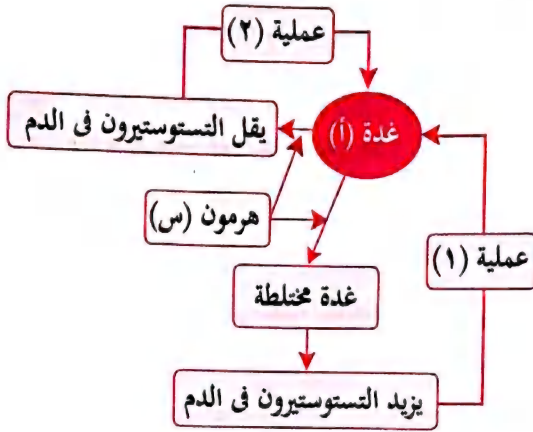 عملية (٢)
يقل التستوستيرون فى الدم
غدة (أ)
هرمون (س)
عملية (١)
غدة مختلطة
يزيد التستوستيرون فى الدم